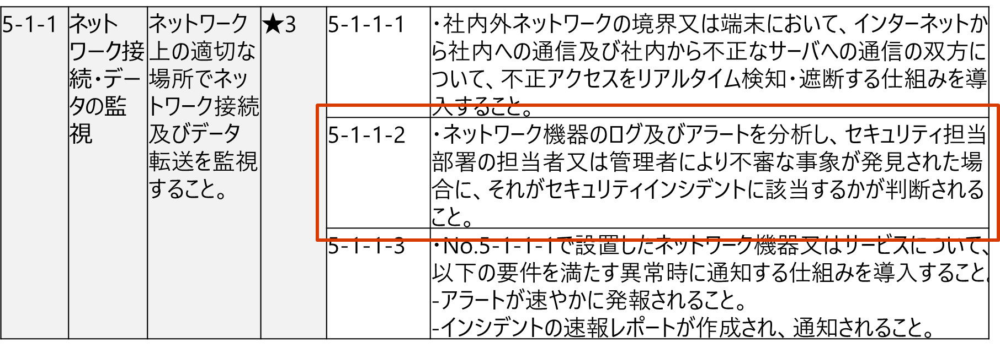 5-1-1
ネット
ワーク接
続・デー
タの監
視
ネットワーク
上の適切な
場所でネッ
トワーク接続
及びデータ
転送を監視
すること。
★3
5-1-1-1
・社内外ネットワークの境界又は端末において、インターネットか
ら社内への通信及び社内から不正なサーバへの通信の双方に
ついて、不正アクセスをリアルタイム検知・遮断する仕組みを導
入すること。
5-1-1-2
・ネットワーク機器のログ及びアラートを分析し、セキュリティ担当
部署の担当者又は管理者により不審な事象が発見された場
合に、それがセキュリティインシデントに該当するかが判断される
こと。
5-1-1-3
・No.5-1-1-1で設置したネットワーク機器又はサービスについて、
以下の要件を満たす異常時に通知する仕組みを導入すること。
-アラートが速やかに発報されること。
-インシデントの速報レポートが作成され、通知されること。